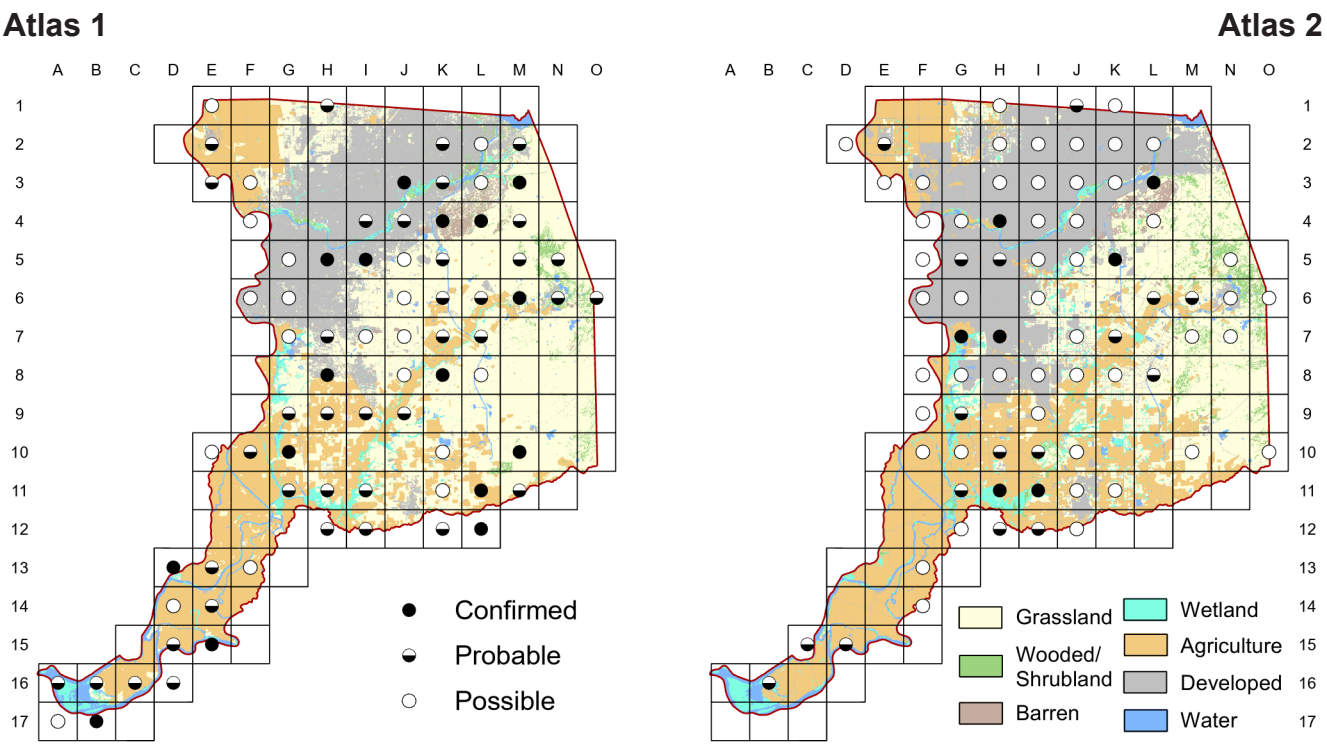 Atlas 1
Atlas 2
A B C D E F G H I J K L M N O
A B C D E F G H I J K L M N O
1 1
2 2
3 3
4 4
5 5
6 6
7 7
8 8
9 9
10 10
11 11
12 12
13 13
14 14
15 15
16 16
17 17
Confirmed
Probable
Possible
Grassland
Wooded/
Shrubland
Barren
Wetland
Agriculture
Developed
Water